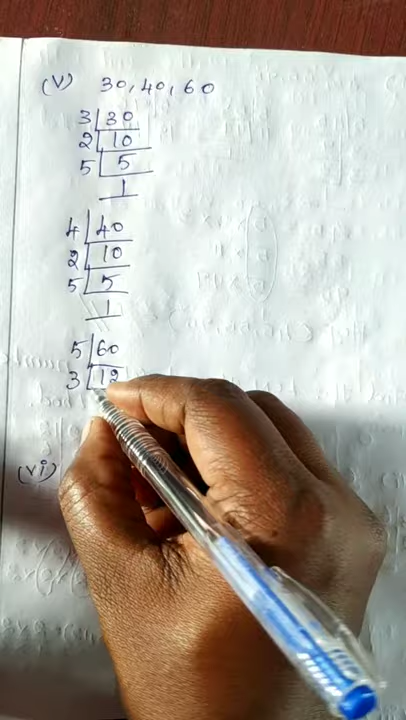 (V) 30, 40, 60
3 | 30
2 | 10
5 | 5
1
4 | 40
2 | 10
5 | 5
1
5 | 60
3 | 12
(vi)